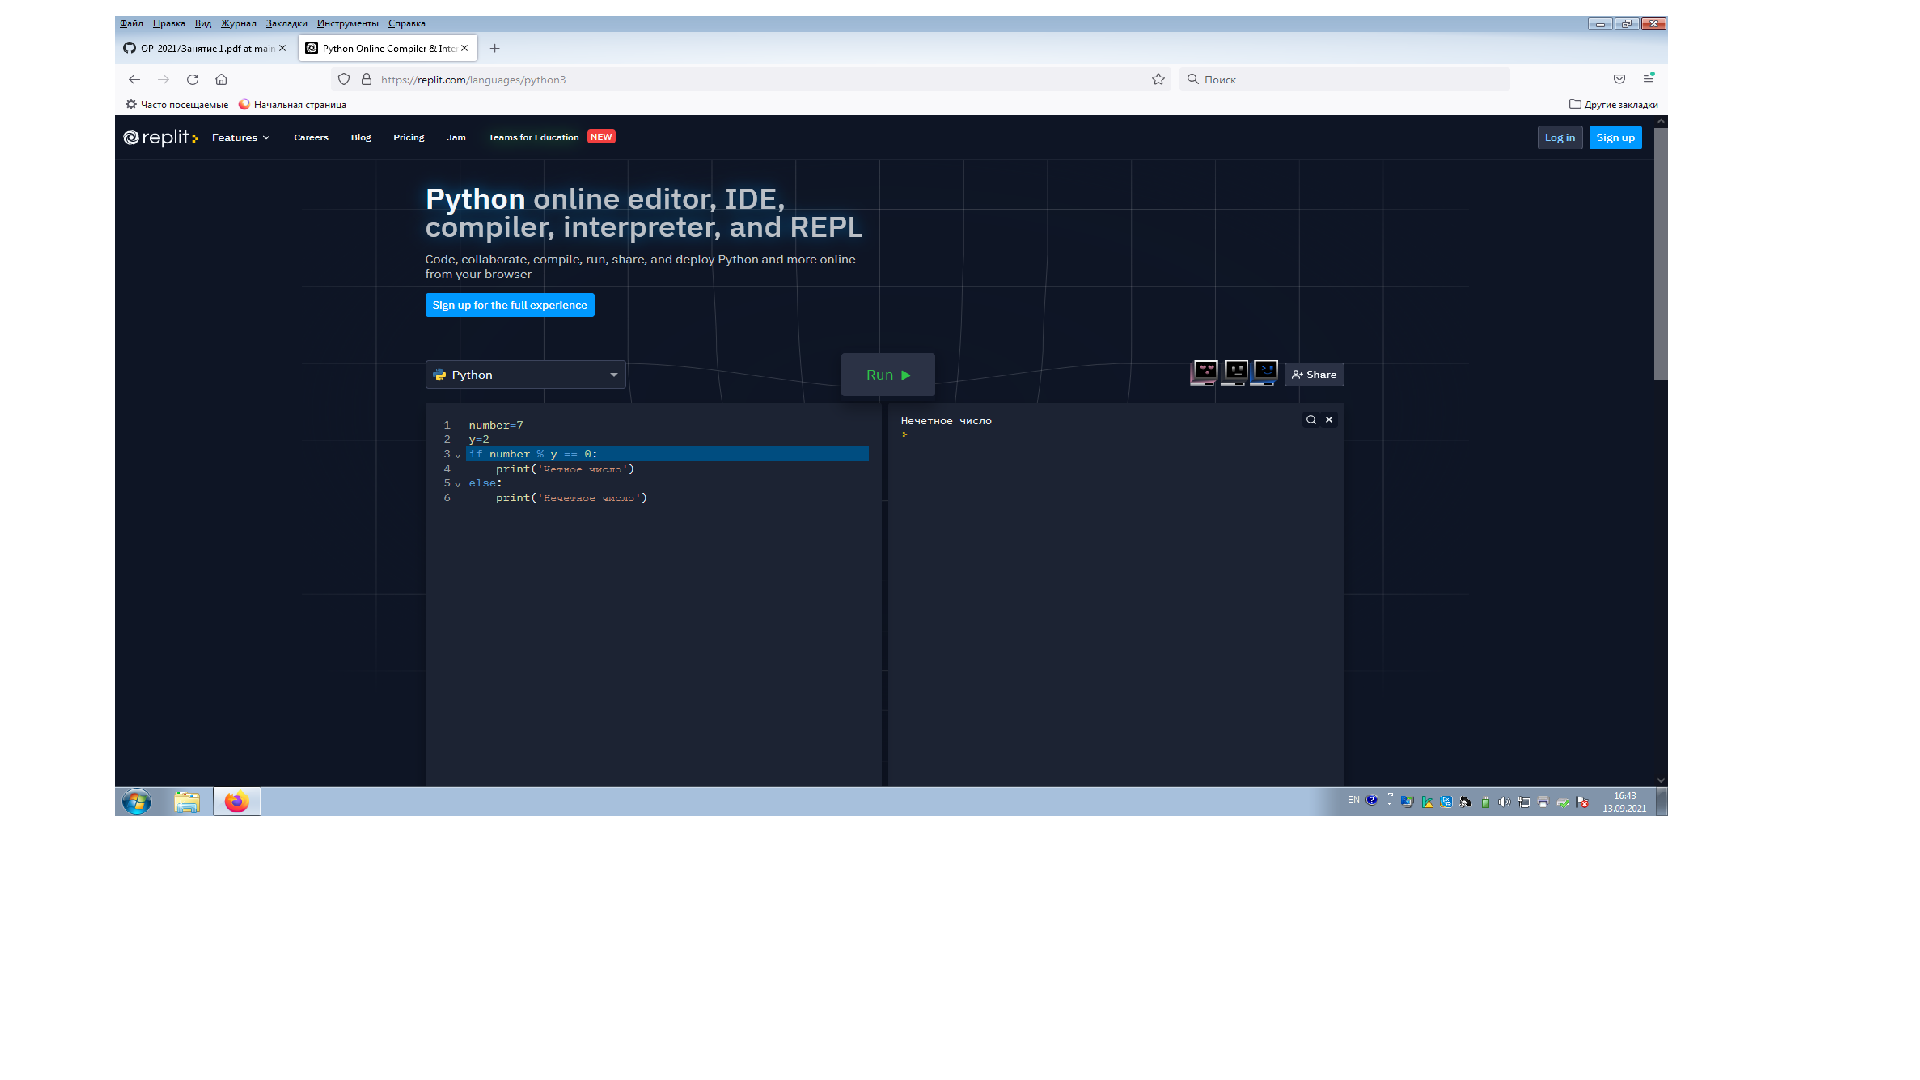 Файл Правка Вид Журнал Закладки Инструменты Справка
OP-2021/Занятие 1.pdf at main
Python Online Compiler & Inter
https://replit.com/languages/python3
Поиск
Часто посещаемые Начальная страница
Другие закладки
replit
Features Careers Blog Pricing Jam Teams for Education NEW
Log in Sign up
Python online editor, IDE,
compiler, interpreter, and REPL
Code, collaborate, compile, run, share, and deploy Python and more online
from your browser
Sign up for the full experience
Python
Run
Share
1 number=7
2 y=2
3 if number % y == 0:
4 print('Четное число')
5 else:
6 print('Нечетное число')
Нечетное число
EN
16:43
13.09.2021